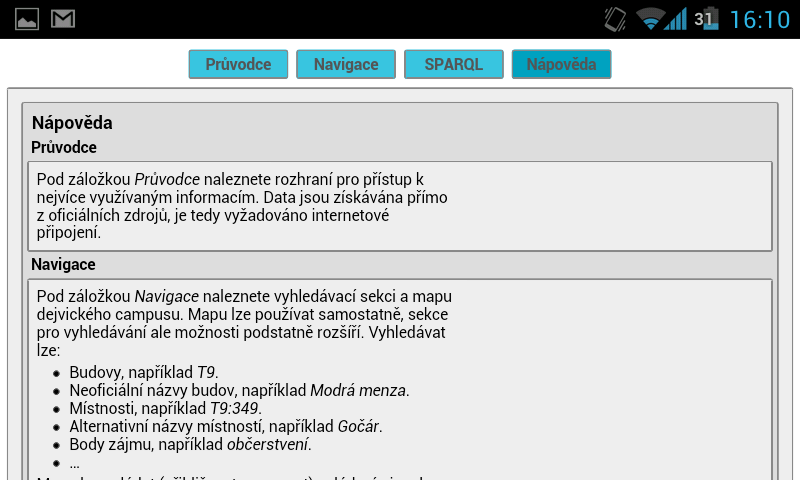 31 16:10
Průvodce Navigace SPARQL Nápověda
Nápověda
Průvodce
Pod záložkou Průvodce naleznete rozhraní pro přístup k
nejvíce využívaným informacím. Data jsou získávána přímo
z oficiálních zdrojů, je tedy vyžadováno internetové
připojení.
Navigace
Pod záložkou Navigace naleznete vyhledávací sekci a mapu
dejvického campusu. Mapu lze používat samostatně, sekce
pro vyhledávání ale možnosti podstatně rozšíří. Vyhledávat
lze:
Budovy, například T9.
Neoficiální názvy budov, například Modrá menza.
Místnosti, například T9:349.
Alternativní názvy místností, například Gočár.
Body zájmu, například občerstvení.
...